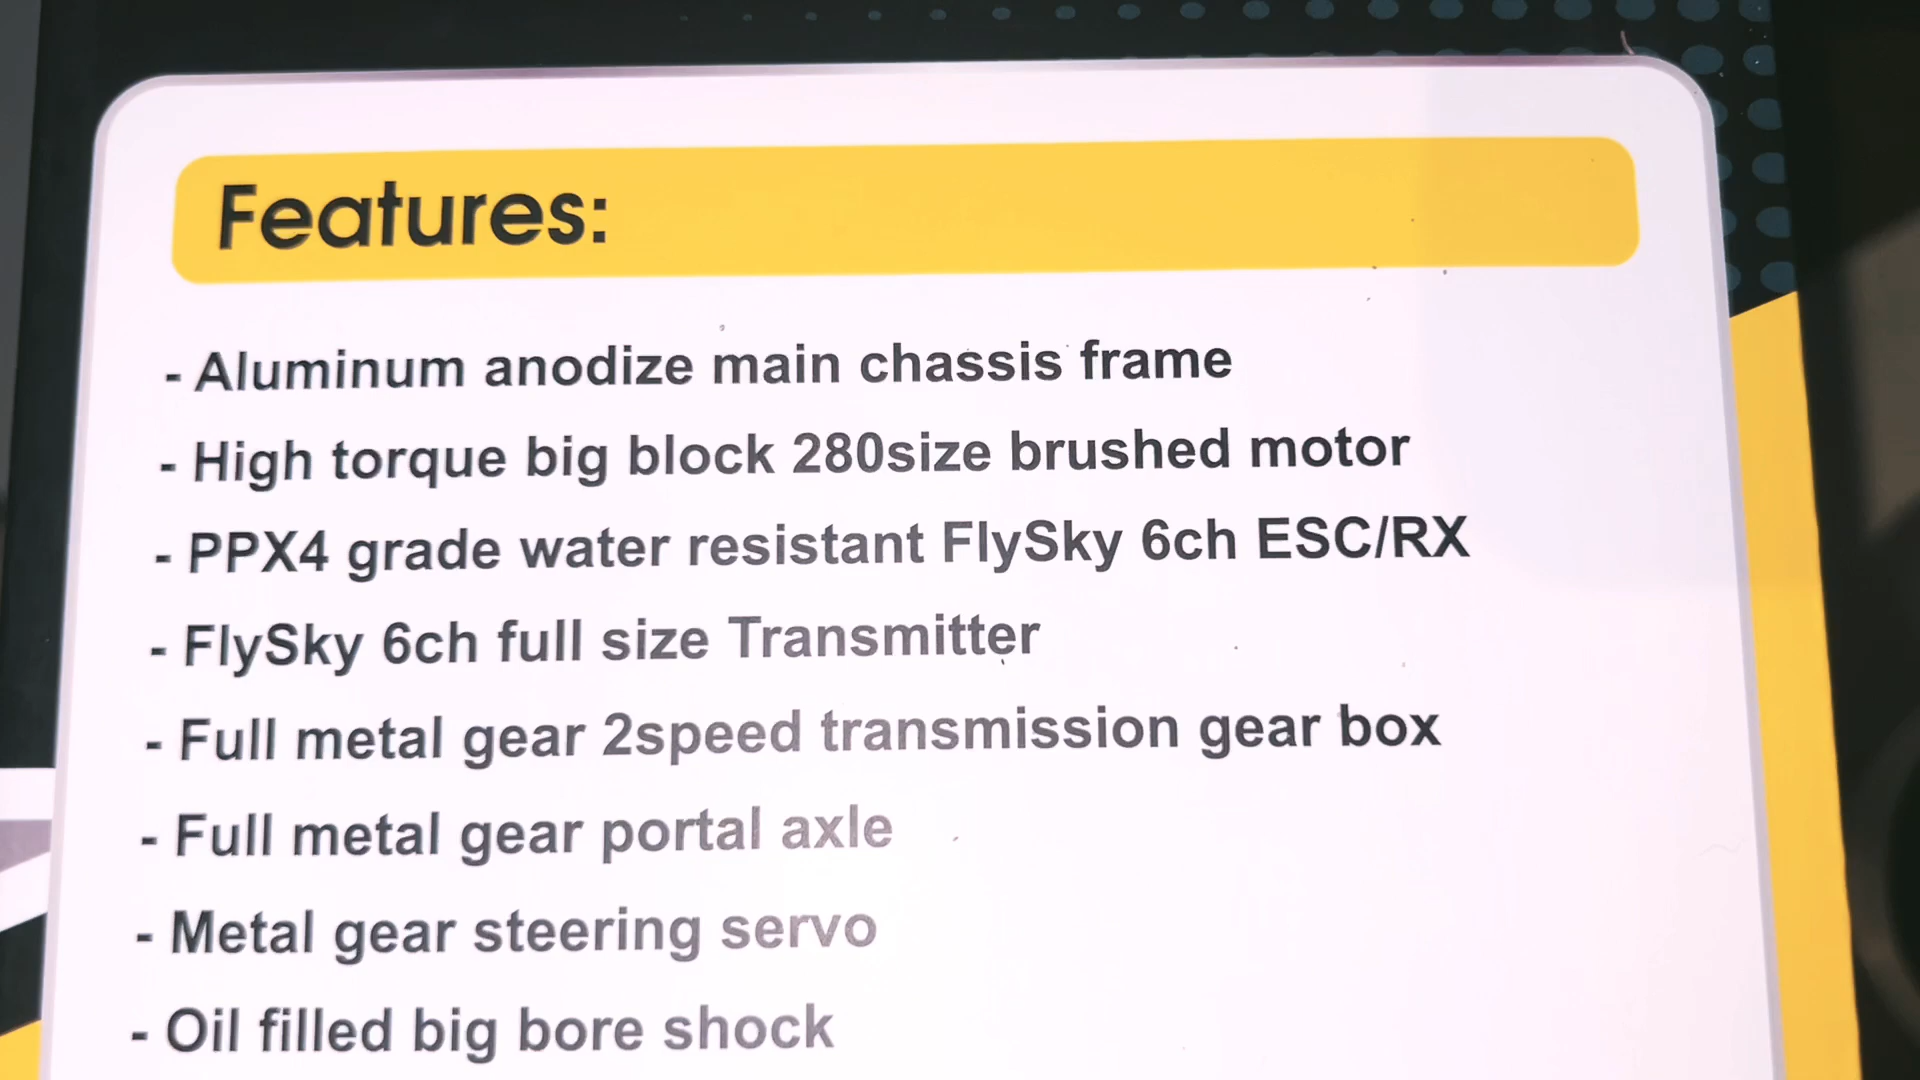 Features:
- Aluminum anodize main chassis frame
- High torque big block 280size brushed motor
- PPX4 grade water resistant FlySky 6ch ESC/RX
- FlySky 6ch full size Transmitter
- Full metal gear 2speed transmission gear box
- Full metal gear portal axle
- Metal gear steering servo
- Oil filled big bore shock